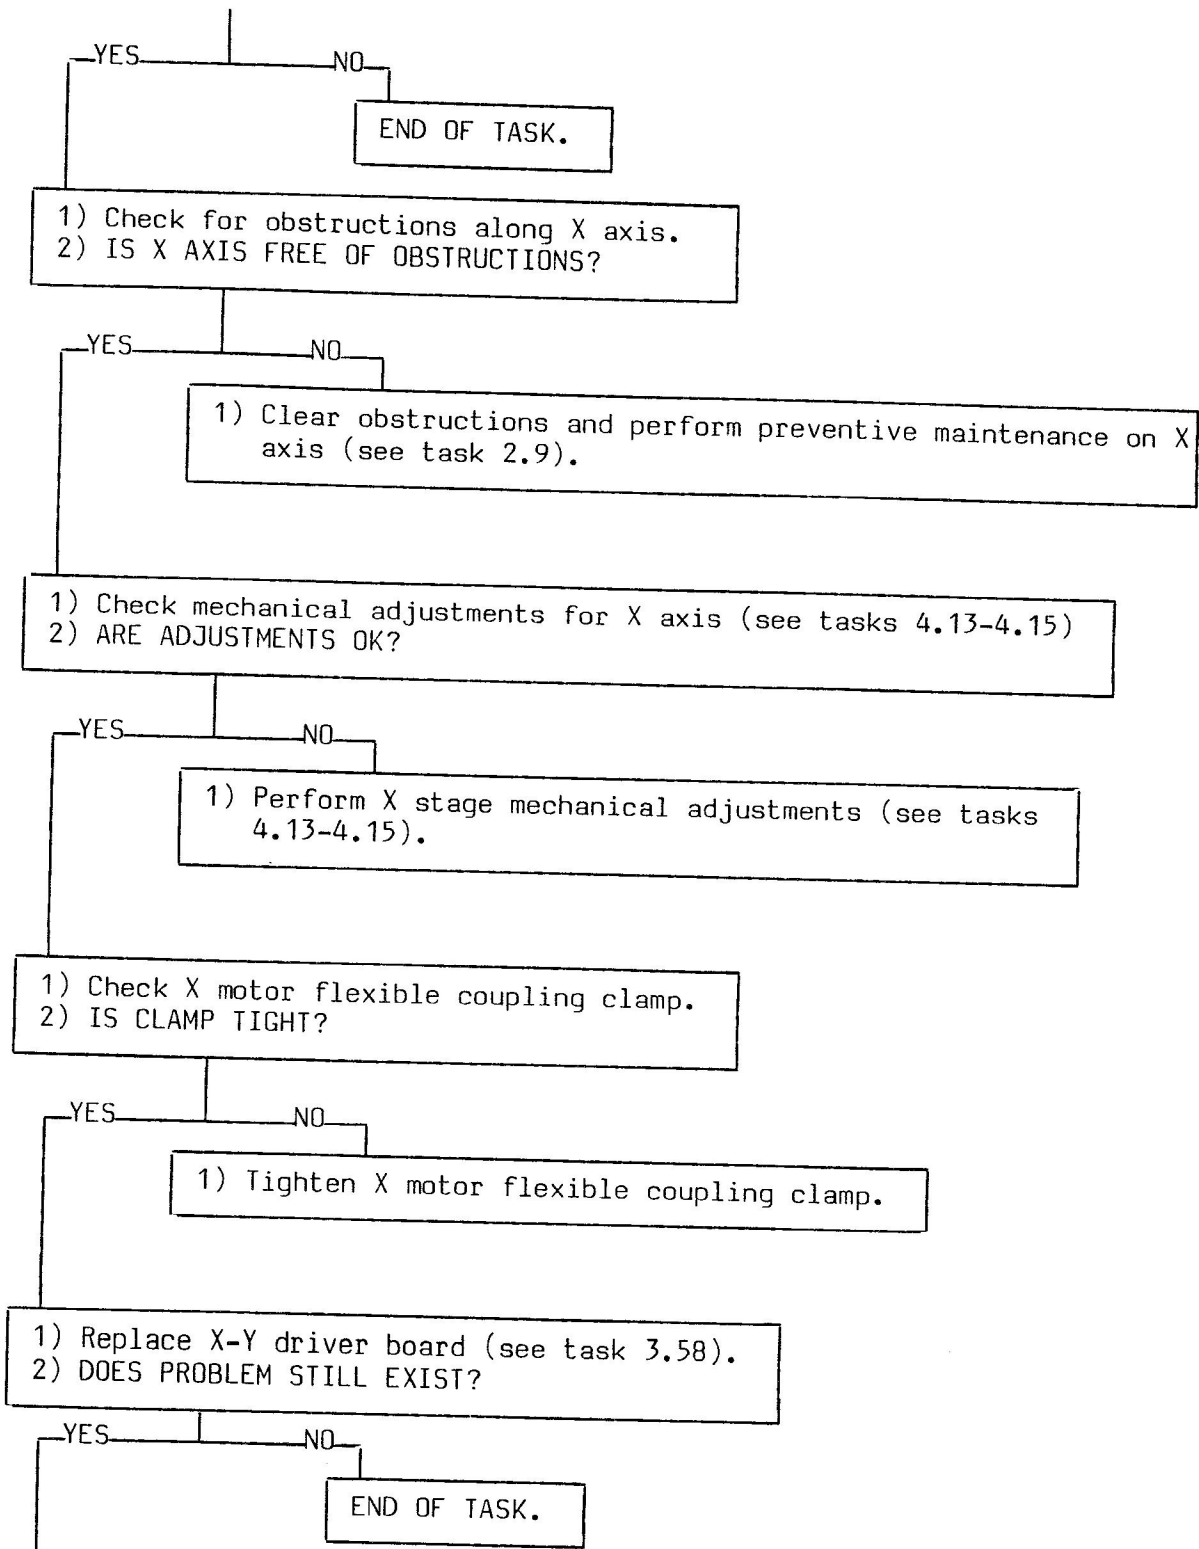 YES NO
END OF TASK.
1) Check for obstructions along X axis.
2) IS X AXIS FREE OF OBSTRUCTIONS?
YES NO
1) Clear obstructions and perform preventive maintenance on X
axis (see task 2.9).
1) Check mechanical adjustments for X axis (see tasks 4.13-4.15)
2) ARE ADJUSTMENTS OK?
YES NO
1) Perform X stage mechanical adjustments (see tasks
4.13-4.15).
1) Check X motor flexible coupling clamp.
2) IS CLAMP TIGHT?
YES NO
1) Tighten X motor flexible coupling clamp.
1) Replace X-Y driver board (see task 3.58).
2) DOES PROBLEM STILL EXIST?
YES NO
END OF TASK.